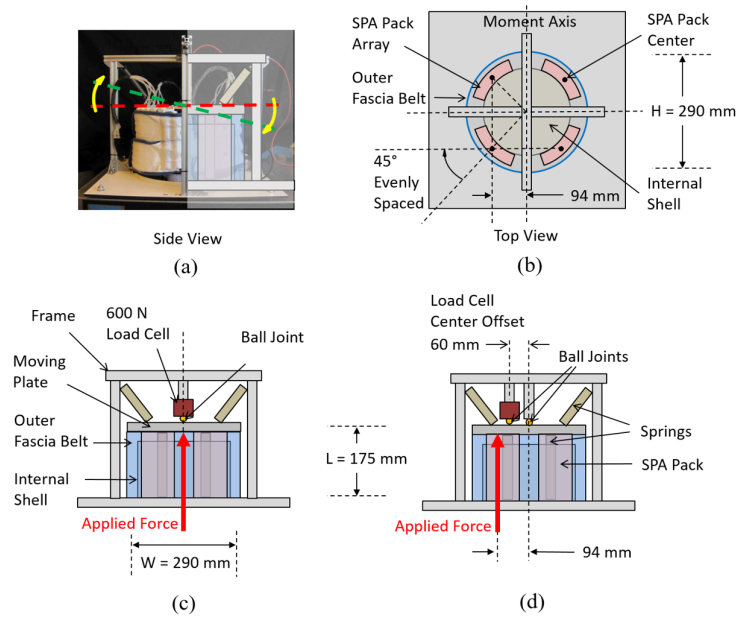 Side View
(a)
Moment Axis
SPA Pack
Array
SPA Pack
Center
Outer
Fascia Belt
H = 290 mm
45°
Evenly
Spaced
94 mm
Internal
Shell
Top View
(b)
Frame
600 N
Load Cell
Ball Joint
Moving
Plate
Outer
Fascia Belt
Internal
Shell
L = 175 mm
Applied Force
W = 290 mm
(c)
Load Cell
Center Offset
60 mm
Ball Joints
Springs
SPA Pack
Applied Force
94 mm
(d)